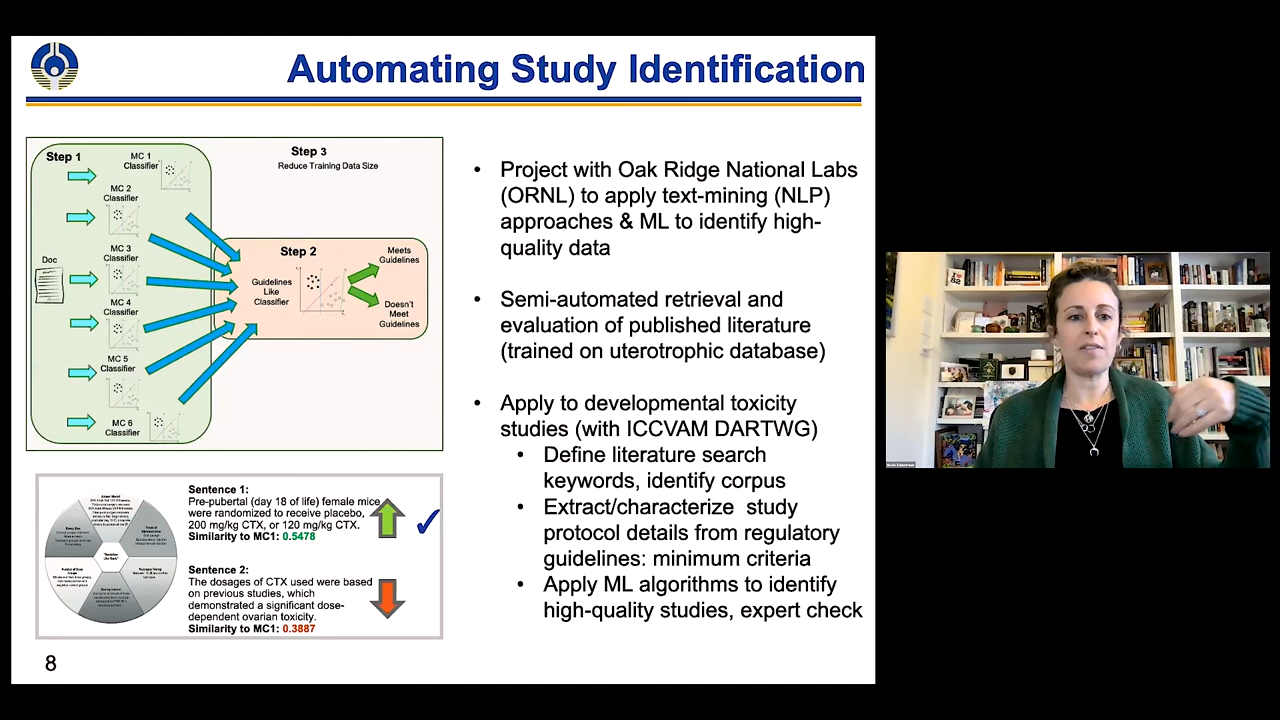 Automating Study Identification
Step 1
MC 1
Classifier
MC 2
Classifier
MC 3
Classifier
MC 4
Classifier
MC 5
Classifier
MC 6
Classifier
Doc
Step 3
Reduce Training Data Size
Step 2
Guidelines
Like
Classifier
Meets
Guidelines
Doesn't
Meet
Guidelines
Sentence 1:
Pre-pubertal (day 18 of life) female mice
were randomized to receive placebo,
200 mg/kg CTX, or 120 mg/kg CTX.
Similarity to MC1: 0.5478
Sentence 2:
The dosages of CTX used were based
on previous studies, which
demonstrated a significant dose-
dependent ovarian toxicity.
Similarity to MC1: 0.3887
8
• Project with Oak Ridge National Labs
(ORNL) to apply text-mining (NLP)
approaches & ML to identify high-
quality data
• Semi-automated retrieval and
evaluation of published literature
(trained on uterotrophic database)
• Apply to developmental toxicity
studies (with ICCVAM DARTWG)
• Define literature search
keywords, identify corpus
• Extract/characterize study
protocol details from regulatory
guidelines: minimum criteria
• Apply ML algorithms to identify
high-quality studies, expert check